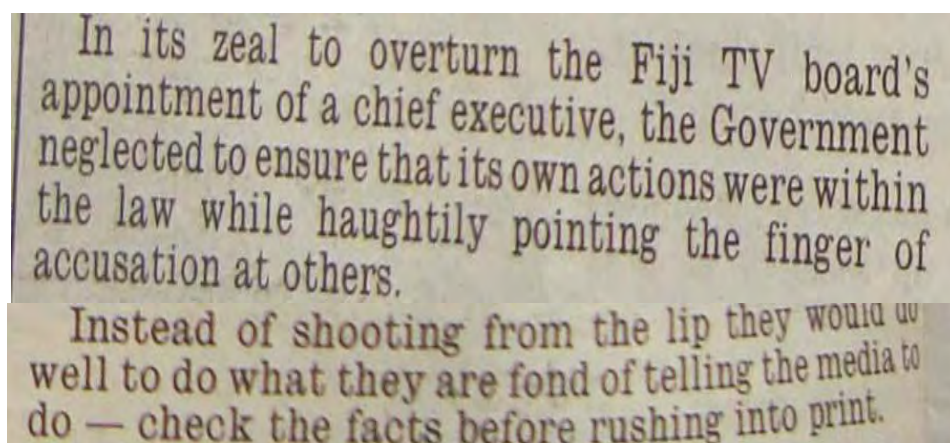 In its zeal to overturn the Fiji TV board's
appointment of a chief executive, the Government
neglected to ensure that its own actions were within
the law while haughtily pointing the finger of
accusation at others.
Instead of shooting from the lip they would do
well to do what they are fond of telling the media to
do — check the facts before rushing into print.